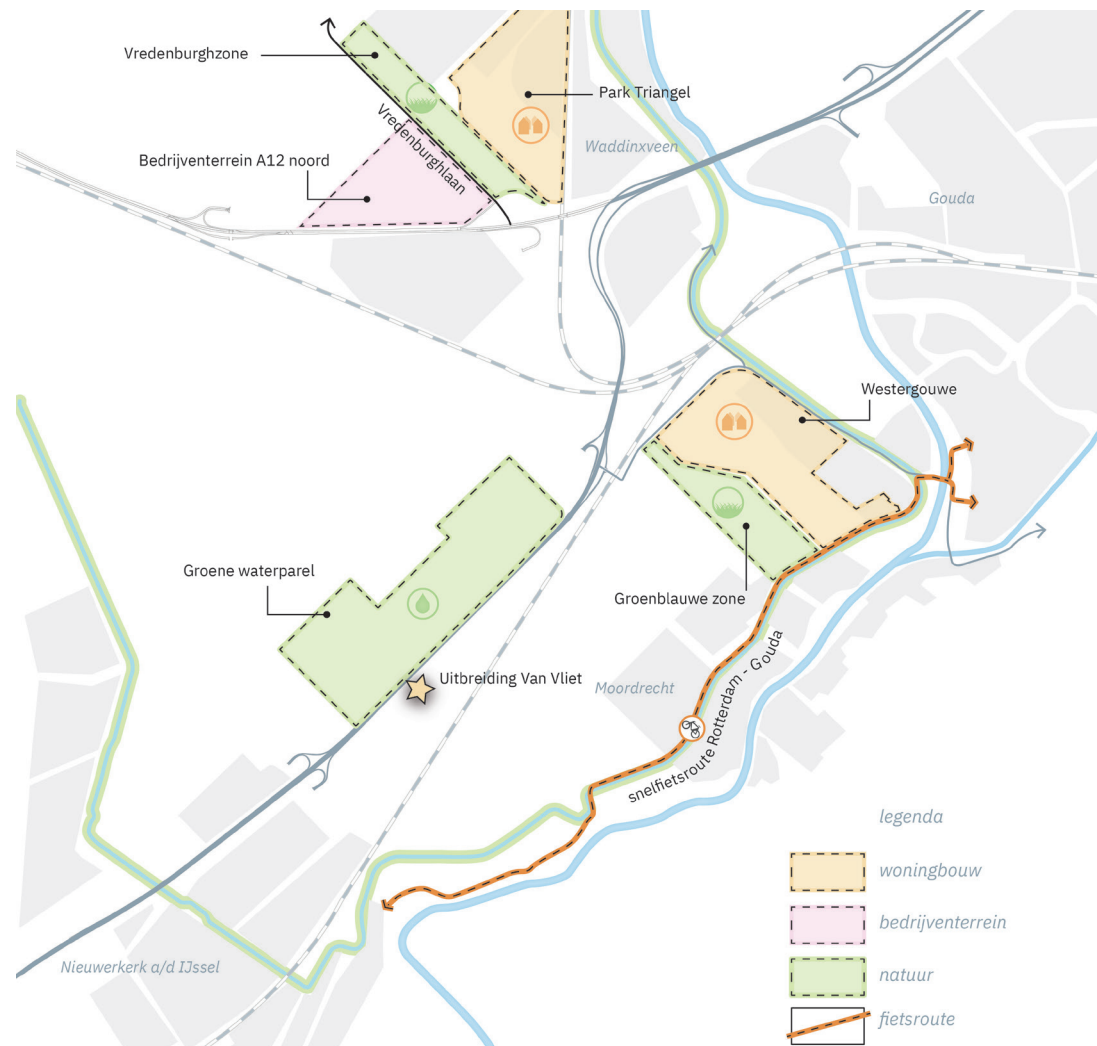 Vredenburghzone
Park Triangel
Vredenburghlaan
Waddinxveen
Bedrijventerrein A12 noord
Gouda
Westergouwe
Groene waterparel
Groenblauwe zone
Uitbreiding Van Vliet
Moordrecht
snelfietsroute Rotterdam - Gouda
Nieuwerkerk a/d IJssel
legenda
woningbouw
bedrijventerrein
natuur
fietsroute